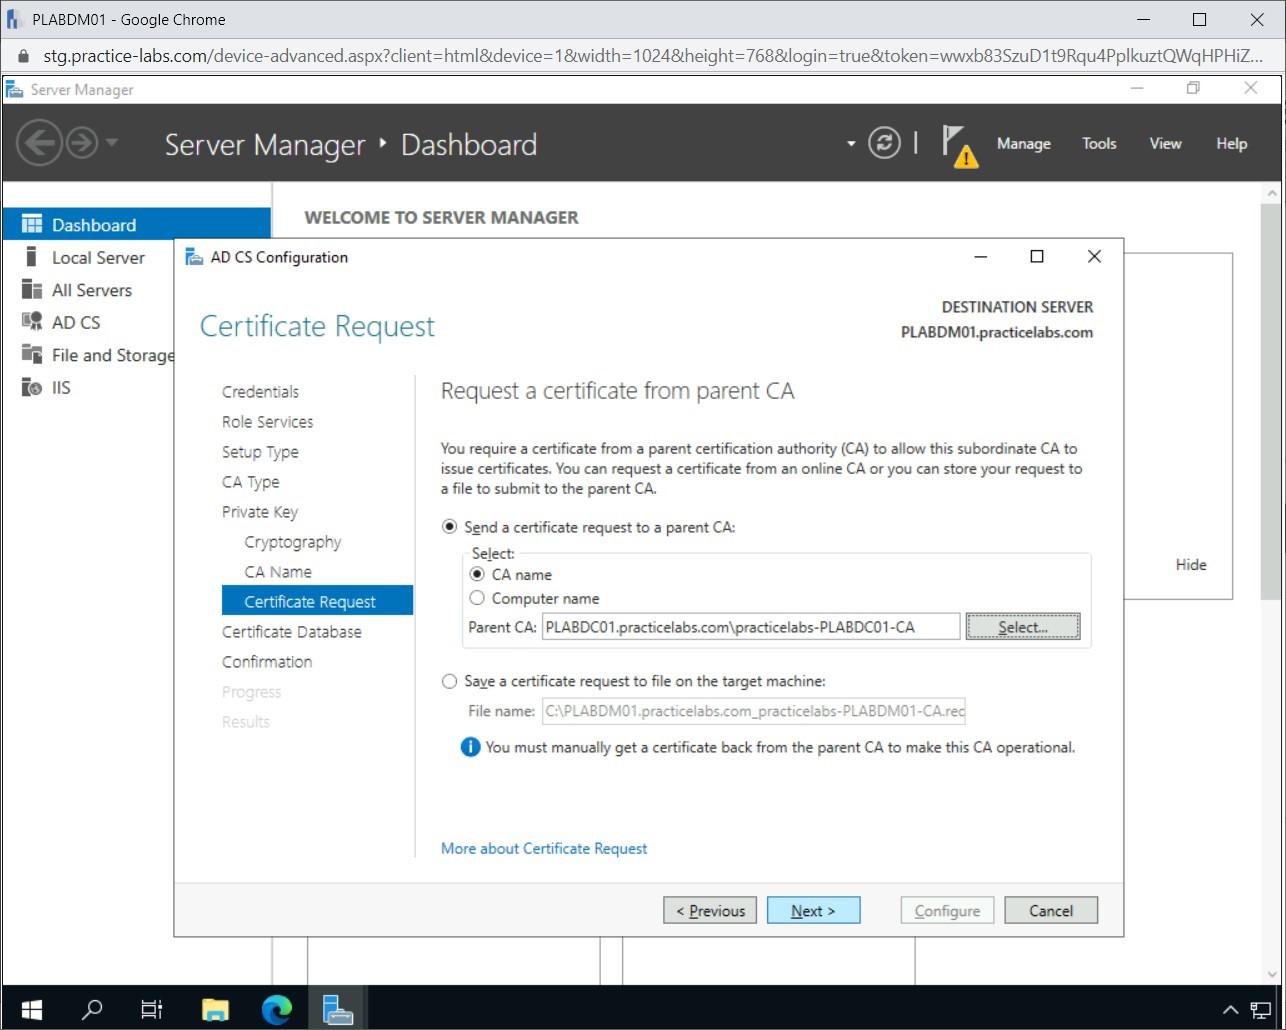 PLABDM01 - Google Chrome
stg.practice-labs.com/device-advanced.aspx?client=html&device=1&width=1024&height=768&login=true&token=wwxb83SzuD1t9Rqu4PplkuztQWqHPHiZ...
Server Manager
Server Manager ‣ Dashboard
Manage Tools View Help
Dashboard
Local Server
All Servers
AD CS
File and Storage
IIS
WELCOME TO SERVER MANAGER
Hide
AD CS Configuration
Certificate Request
DESTINATION SERVER
PLABDM01.practicelabs.com
Credentials
Role Services
Setup Type
CA Type
Private Key
Cryptography
CA Name
Certificate Request
Certificate Database
Confirmation
Progress
Results
Request a certificate from parent CA
You require a certificate from a parent certification authority (CA) to allow this subordinate CA to
issue certificates. You can request a certificate from an online CA or you can store your request to
a file to submit to the parent CA.
Send a certificate request to a parent CA:
Select:
CA name
Computer name
Parent CA: PLABDC01.practicelabs.com\practicelabs-PLABDC01-CA Select...
Save a certificate request to file on the target machine:
File name: C:\PLABDM01.practicelabs.com_practicelabs-PLABDM01-CA.req
You must manually get a certificate back from the parent CA to make this CA operational.
More about Certificate Request
< Previous Next > Configure Cancel